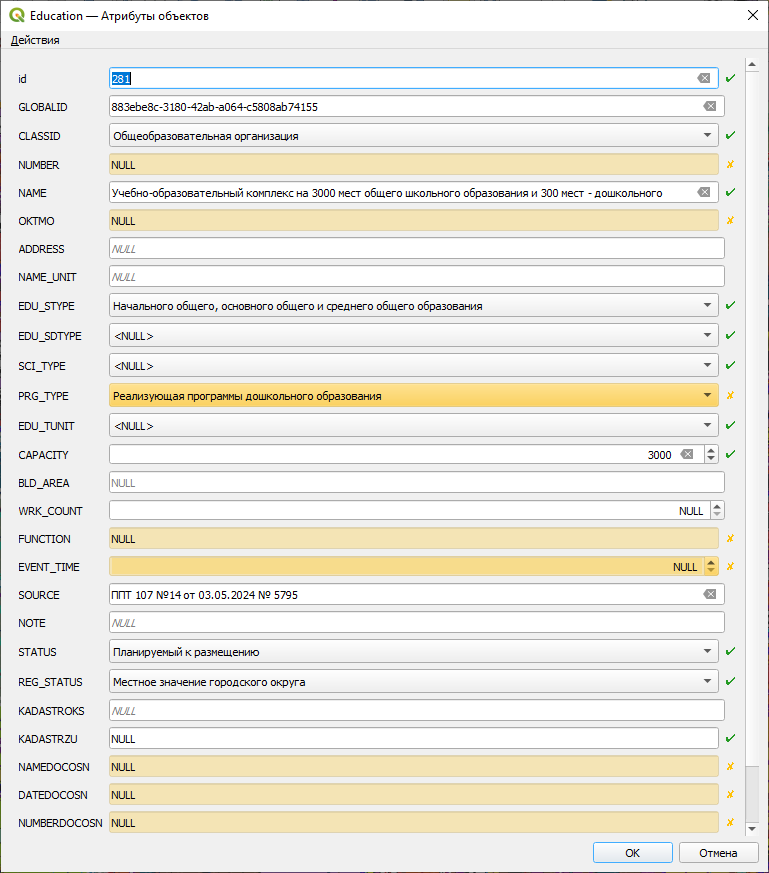 Education — Атрибуты объектов
Действия
id 281
GLOBALID 883ebe8c-3180-42ab-a064-c5808ab74155
CLASSID Общеобразовательная организация
NUMBER NULL
NAME Учебно-образовательный комплекс на 3000 мест общего школьного образования и 300 мест - дошкольного
OKTMO NULL
ADDRESS NULL
NAME_UNIT NULL
EDU_STYPE Начального общего, основного общего и среднего общего образования
EDU_SDTYPE <NULL>
SCI_TYPE <NULL>
PRG_TYPE Реализующая программы дошкольного образования
EDU_TUNIT <NULL>
CAPACITY 3000
BLD_AREA NULL
WRK_COUNT NULL
FUNCTION NULL
EVENT_TIME NULL
SOURCE ППТ 107 №14 от 03.05.2024 № 5795
NOTE NULL
STATUS Планируемый к размещению
REG_STATUS Местное значение городского округа
KADASTROKS NULL
KADASTRZU NULL
NAMEDOCOSN NULL
DATEDOCOSN NULL
NUMBERDOCOSN NULL
OK Отмена